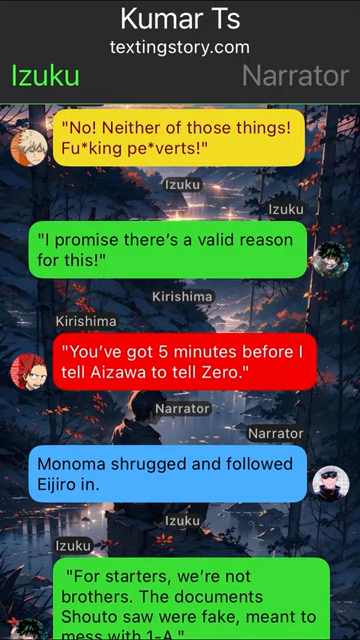 Kumar Ts
textingstory.com
Izuku
Narrator
"No! Neither of those things!
Fu*king pe*verts!"
Izuku
Izuku
"I promise there's a valid reason
for this!"
Kirishima
Kirishima
"You've got 5 minutes before I
tell Aizawa to tell Zero."
Narrator
Narrator
Monoma shrugged and followed
Eijiro in.
Izuku
Izuku
"For starters, we're not
brothers. The documents
Shouto saw were fake, meant to
mess with 1-A."